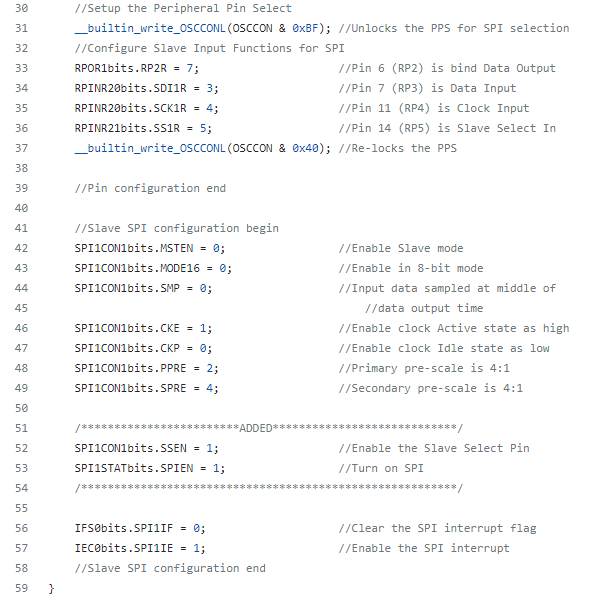 30 //Setup the Peripheral Pin Select
31 __builtin_write_OSCCONL(OSCCON & 0xBF); //Unlocks the PPS for SPI selection
32 //Configure Slave Input Functions for SPI
33 RPOR1bits.RP2R = 7; //Pin 6 (RP2) is bind Data Output
34 RPINR20bits.SDI1R = 3; //Pin 7 (RP3) is Data Input
35 RPINR20bits.SCK1R = 4; //Pin 11 (RP4) is Clock Input
36 RPINR21bits.SS1R = 5; //Pin 14 (RP5) is Slave Select In
37 __builtin_write_OSCCONL(OSCCON & 0x40); //Re-locks the PPS
38
39 //Pin configuration end
40
41 //Slave SPI configuration begin
42 SPI1CON1bits.MSTEN = 0; //Enable Slave mode
43 SPI1CON1bits.MODE16 = 0; //Enable in 8-bit mode
44 SPI1CON1bits.SMP = 0; //Input data sampled at middle of
45 //data output time
46 SPI1CON1bits.CKE = 1; //Enable clock Active state as high
47 SPI1CON1bits.CKP = 0; //Enable clock Idle state as low
48 SPI1CON1bits.PPRE = 2; //Primary pre-scale is 4:1
49 SPI1CON1bits.SPRE = 4; //Secondary pre-scale is 4:1
50
51 /************************ADDED****************************/
52 SPI1CON1bits.SSEN = 1; //Enable the Slave Select Pin
53 SPI1STATbits.SPIEN = 1; //Turn on SPI
54 /*********************************************************/
55
56 IFS0bits.SPI1IF = 0; //Clear the SPI interrupt flag
57 IEC0bits.SPI1IE = 1; //Enable the SPI interrupt
58 //Slave SPI configuration end
59 }